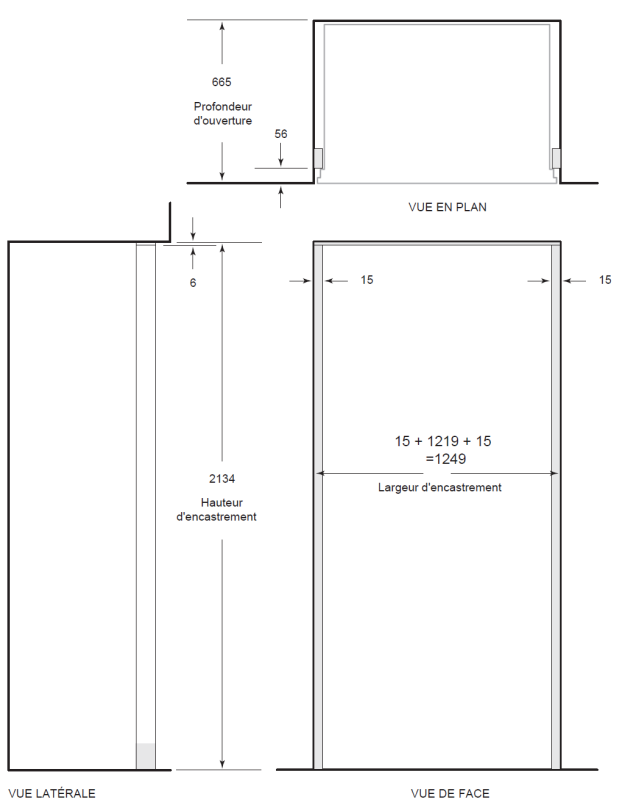 665
Profondeur
d'ouverture
56
VUE EN PLAN
6
15
15
15 + 1219 + 15
=1249
Largeur d'encastrement
2134
Hauteur
d'encastrement
VUE LATÉRALE
VUE DE FACE